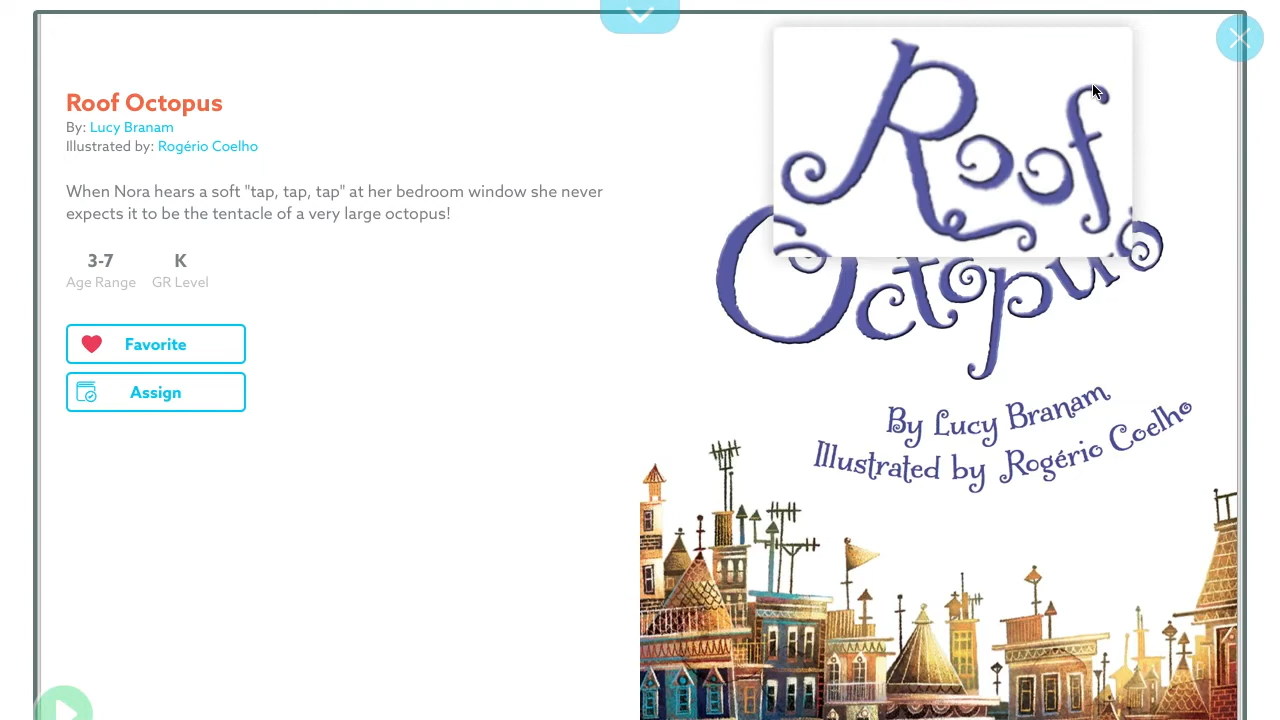 Roof Octopus
By: Lucy Branam
Illustrated by: Rogério Coelho
When Nora hears a soft "tap, tap, tap" at her bedroom window she never
expects it to be the tentacle of a very large octopus!
3-7 K
Age Range GR Level
Favorite
Assign
Roof
Octopus
By Lucy Branam
Illustrated by Rogério Coelho